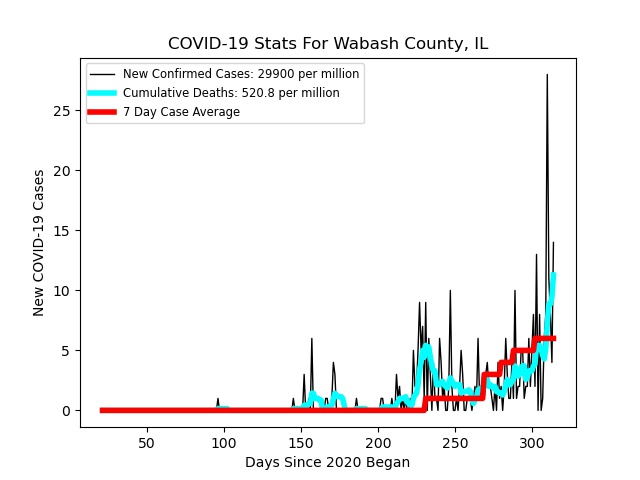 COVID-19 Stats For Wabash County, IL
New Confirmed Cases: 29900 per million
Cumulative Deaths: 520.8 per million
7 Day Case Average
New COVID-19 Cases
25
20
15
10
5
0
50 100 150 200 250 300
Days Since 2020 Began